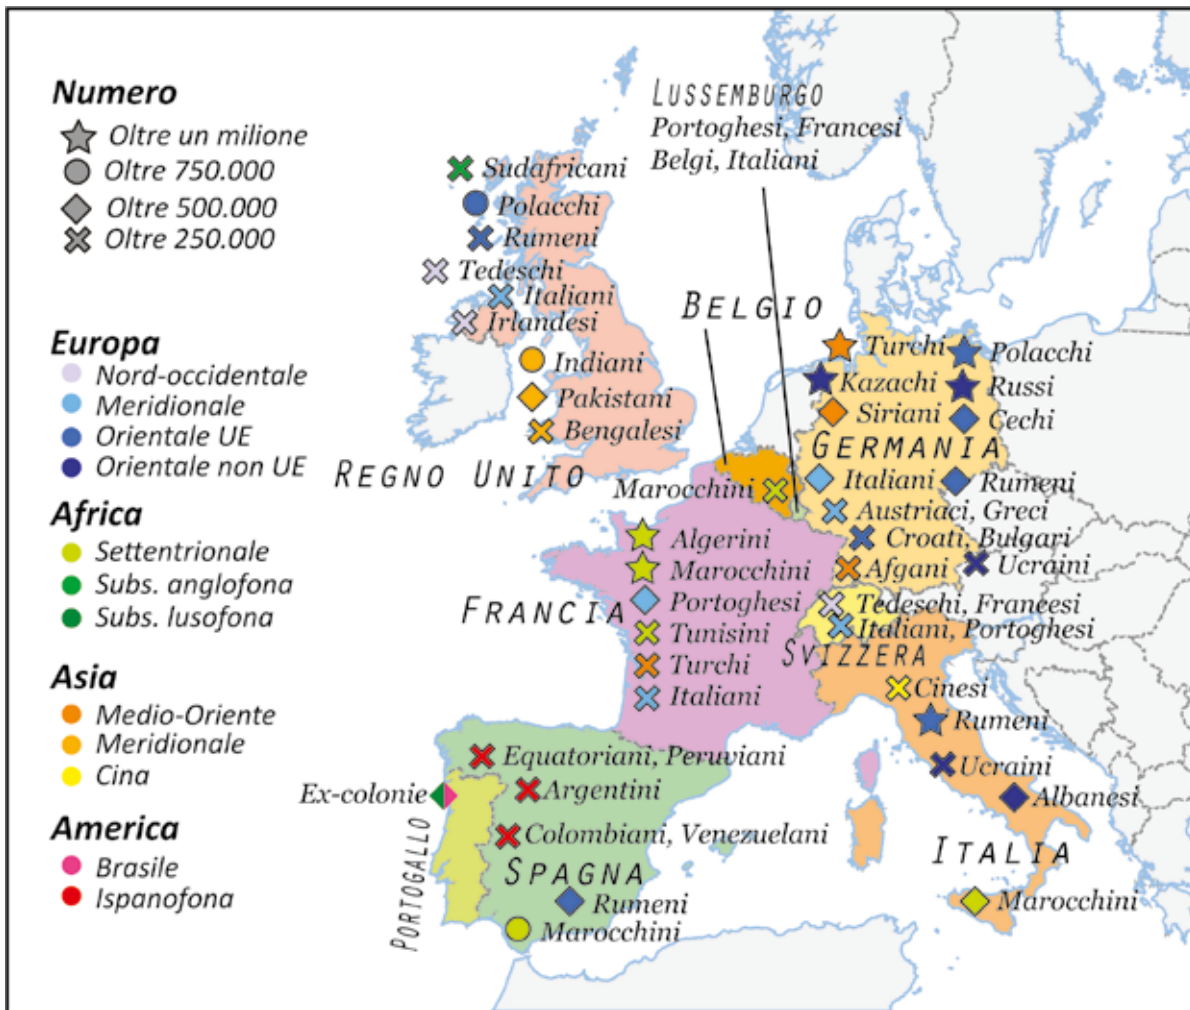 Numero
Oltre un milione
Oltre 750.000
Oltre 500.000
Oltre 250.000
Europa
Nord-occidentale
Meridionale
Orientale UE
Orientale non UE
Africa
Settentrionale
Subs. anglofona
Subs. lusofona
Asia
Medio-Oriente
Meridionale
Cina
America
Brasile
Ispanofona
LUSSEMBURGO
Portoghesi, Francesi
Belgi, Italiani
Sudafricani
Polacchi
Rumeni
Tedeschi
Italiani
Irlandesi
Indiani
Pakistani
Bengalesi
REGNO UNITO
BELGIO
Marocchini
Turchi
Polacchi
Kazachi
Russi
Siriani
Cechi
GERMANIA
Italiani
Rumeni
Austriaci, Greci
Croati, Bulgari
Afgani
Ucraini
Algerini
Marocchini
Portoghesi
FRANCIA
Tunisini
Turchi
Italiani
Tedeschi, Francesi
Italiani, Portoghesi
SVIZZERA
Cinesi
Rumeni
Ucraini
Albanesi
ITALIA
Marocchini
Equatoriani, Peruviani
Ex-colonie
Argentini
PORTOGALLO
Colombiani, Venezuelani
SPAGNA
Rumeni
Marocchini